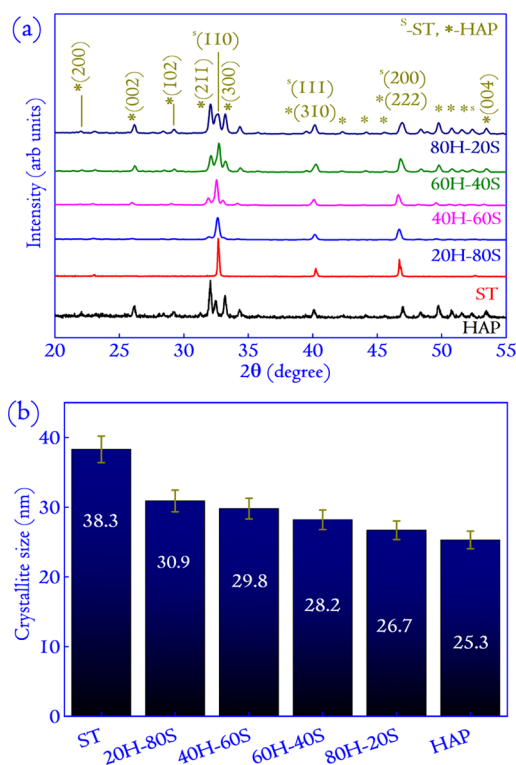 (a)
ˢ-ST, *-HAP
ˢ(110)
*(200)
*(002)
*(102)
*(211)
*(300)
ˢ(111)
*(310)
ˢ(200)
*(222)
*(004)
* * * * * * ˢ
80H-20S
60H-40S
40H-60S
20H-80S
ST
HAP
Intensity (arb units)
20 25 30 35 40 45 50 55
2θ (degree)
(b)
Crystallite size (nm)
40
30
20
10
0
38.3
30.9
29.8
28.2
26.7
25.3
ST 20H-80S 40H-60S 60H-40S 80H-20S HAP